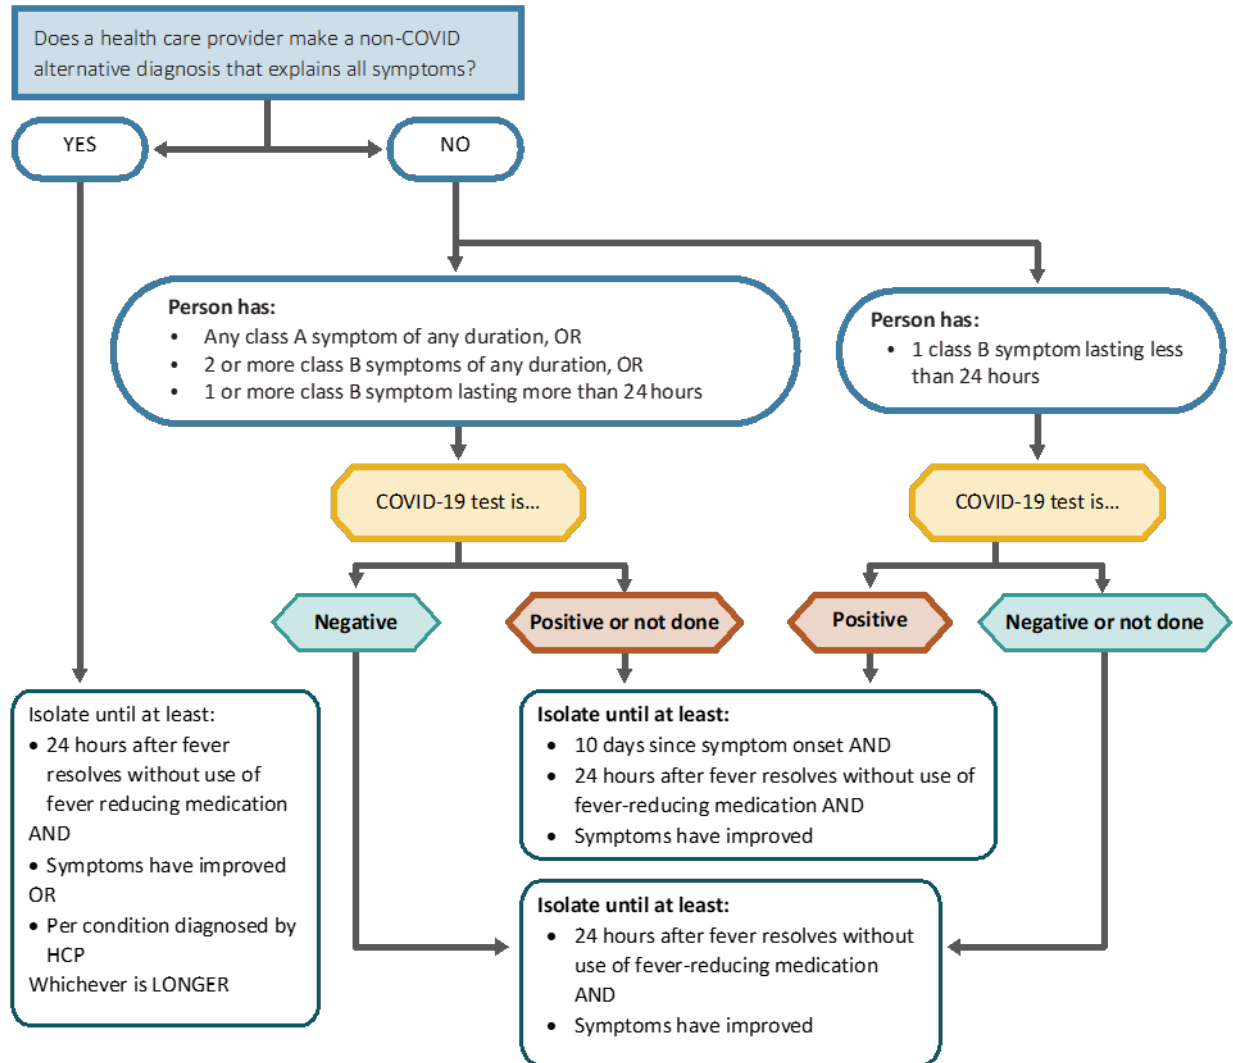 Does a health care provider make a non-COVID
alternative diagnosis that explains all symptoms?
YES
NO
Person has:
• Any class A symptom of any duration, OR
• 2 or more class B symptoms of any duration, OR
• 1 or more class B symptom lasting more than 24 hours
Person has:
• 1 class B symptom lasting less
than 24 hours
COVID-19 test is...
COVID-19 test is...
Negative
Positive or not done
Positive
Negative or not done
Isolate until at least:
• 24 hours after fever
resolves without use of
fever reducing medication
AND
• Symptoms have improved
OR
• Per condition diagnosed by
HCP
Whichever is LONGER
Isolate until at least:
• 10 days since symptom onset AND
• 24 hours after fever resolves without use of
fever-reducing medication AND
• Symptoms have improved
Isolate until at least:
• 24 hours after fever resolves without
use of fever-reducing medication
AND
• Symptoms have improved